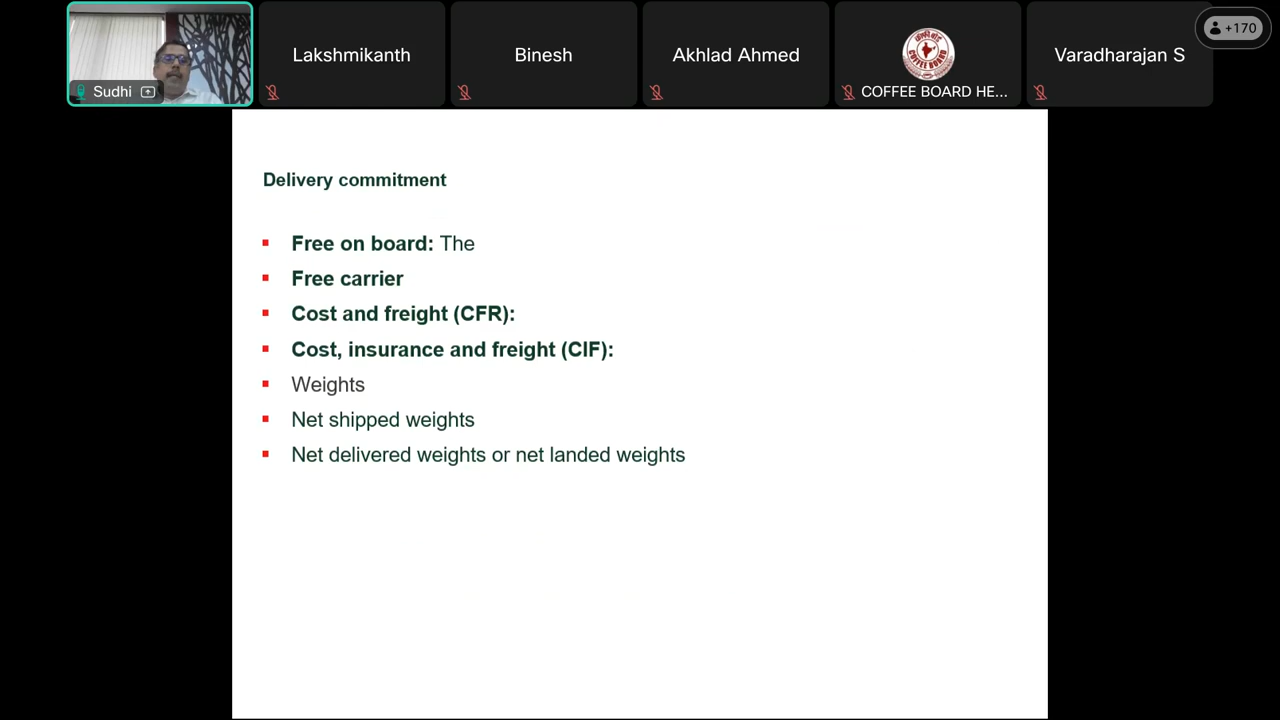 Lakshmikanth
Binesh
Akhlad Ahmed
Varadharajan S
+170
Sudhi
COFFEE BOARD
COFFEE BOARD HE...
Delivery commitment
Free on board: The
Free carrier
Cost and freight (CFR):
Cost, insurance and freight (CIF):
Weights
Net shipped weights
Net delivered weights or net landed weights